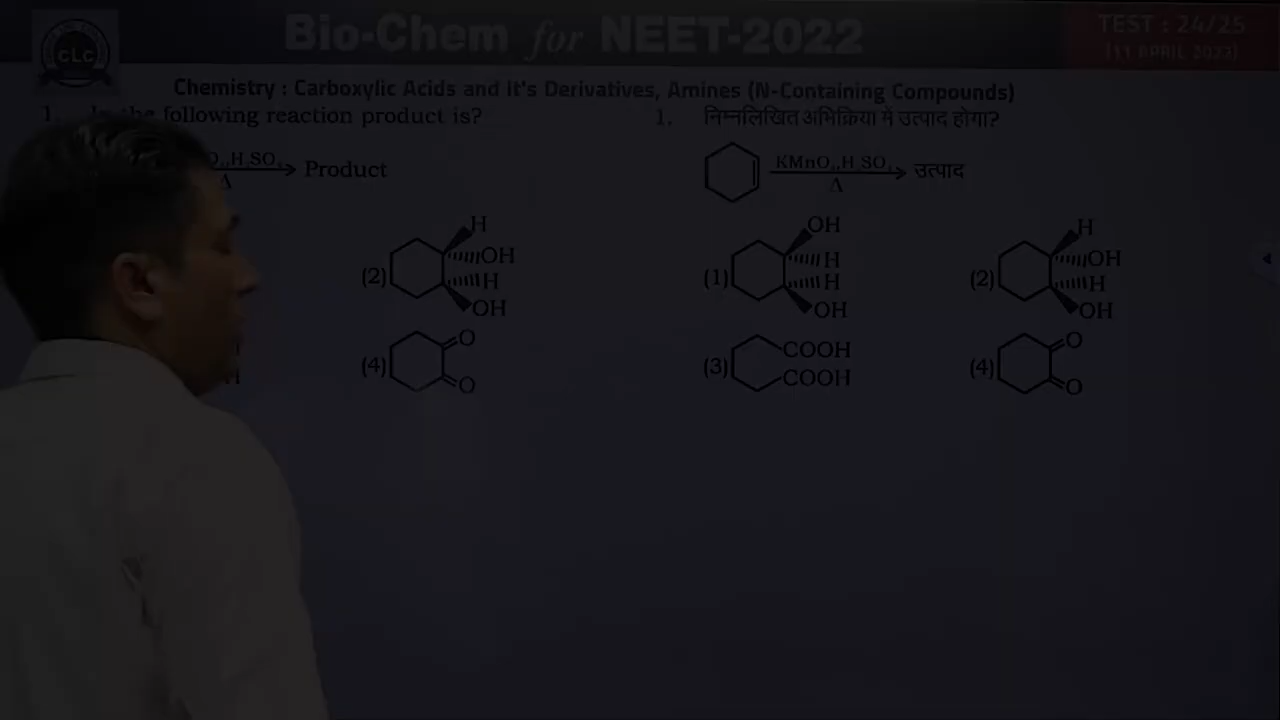 CLC
Bio-Chem for NEET-2022
TEST : 24/25
(11 APRIL 2022)
Chemistry : Carboxylic Acids and It's Derivatives, Amines (N-Containing Compounds)
1. In the following reaction product is?
H₂SO₄
Δ
Product
(2)
H
OH
H
OH
(4)
O
O
1. निम्नलिखित अभिक्रिया मे उत्पाद होगा?
KMnO₄,H₂SO₄
Δ
उत्पाद
(1)
OH
H
H
OH
(2)
H
OH
H
OH
(3)
COOH
COOH
(4)
O
O